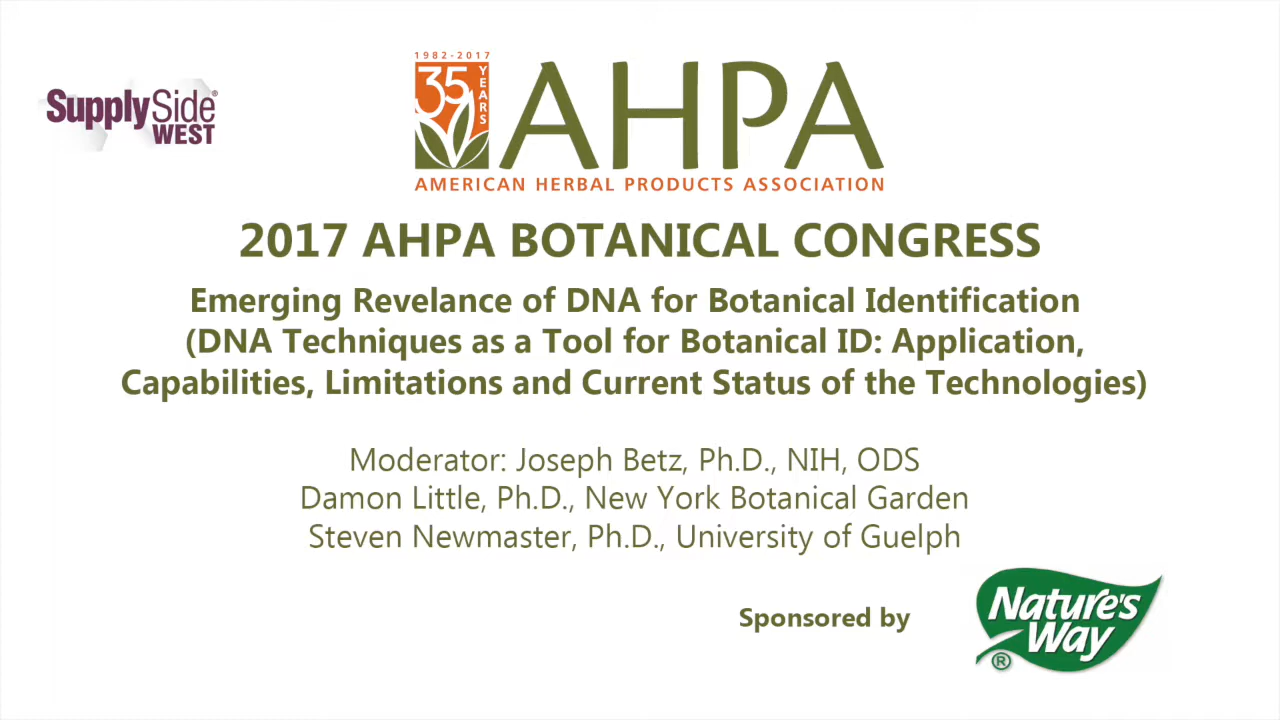 1982-2017
35
YEARS
AHPA
SupplySide®
WEST
AMERICAN HERBAL PRODUCTS ASSOCIATION
2017 AHPA BOTANICAL CONGRESS
Emerging Revelance of DNA for Botanical Identification
(DNA Techniques as a Tool for Botanical ID: Application,
Capabilities, Limitations and Current Status of the Technologies)
Moderator: Joseph Betz, Ph.D., NIH, ODS
Damon Little, Ph.D., New York Botanical Garden
Steven Newmaster, Ph.D., University of Guelph
Sponsored by
Nature's
Way
®